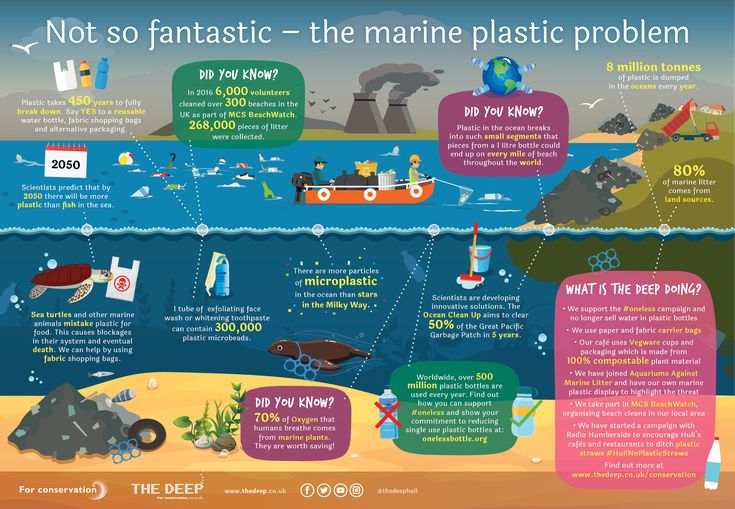 Not so fantastic – the marine plastic problem
Plastic takes 450 years to fully
break down. Say YES to a reusable
water bottle, fabric shopping bags
and alternative packaging.
DID YOU KNOW?
In 2016 6,000 volunteers
cleaned over 300 beaches in the
UK as part of MCS BeachWatch.
268,000 pieces of litter
were collected.
DID YOU KNOW?
Plastic in the ocean breaks
into such small segments that
pieces from a 1 litre bottle could
end up on every mile of beach
throughout the world.
8 million tonnes
of plastic is dumped
in the oceans every year.
2050
Scientists predict that by
2050 there will be more
plastic than fish in the sea.
80%
of marine litter
comes from
land sources.
Sea turtles and other marine
animals mistake plastic for
food. This causes blockages
in their system and eventual
death. We can help by using
fabric shopping bags.
1 tube of exfoliating face
wash or whitening toothpaste
can contain 300,000
plastic microbeads.
There are more particles
of microplastic
in the ocean than stars
in the Milky Way.
Scientists are developing
innovative solutions. The
Ocean Clean Up aims to clear
50% of the Great Pacific
Garbage Patch in 5 years.
WHAT IS THE DEEP DOING?
• We support the #oneless campaign and
no longer sell water in plastic bottles
• We use paper and fabric carrier bags
• Our café uses Vegware cups and
packaging which is made from
100% compostable plant material
• We have joined Aquariums Against
Marine Litter and have our own marine
plastic display to highlight the threat
• We take part in MCS BeachWatch,
organising beach cleans in our local area
• We have started a campaign with
Radio Humberside to encourage Hull's
cafés and restaurants to ditch plastic
straws #HullNoPlasticStraws
Find out more at
www.thedeep.co.uk/conservation
DID YOU KNOW?
70% of Oxygen that
humans breathe comes
from marine plants.
They are worth saving!
Worldwide, over 500
million plastic bottles are
used every year. Find out
how you can support
#oneless and show your
commitment to reducing
single use plastic bottles at:
onelessbottle.org
For conservation
THE DEEP
For conservation, not profit.
www.thedeep.co.uk
@thedeephull